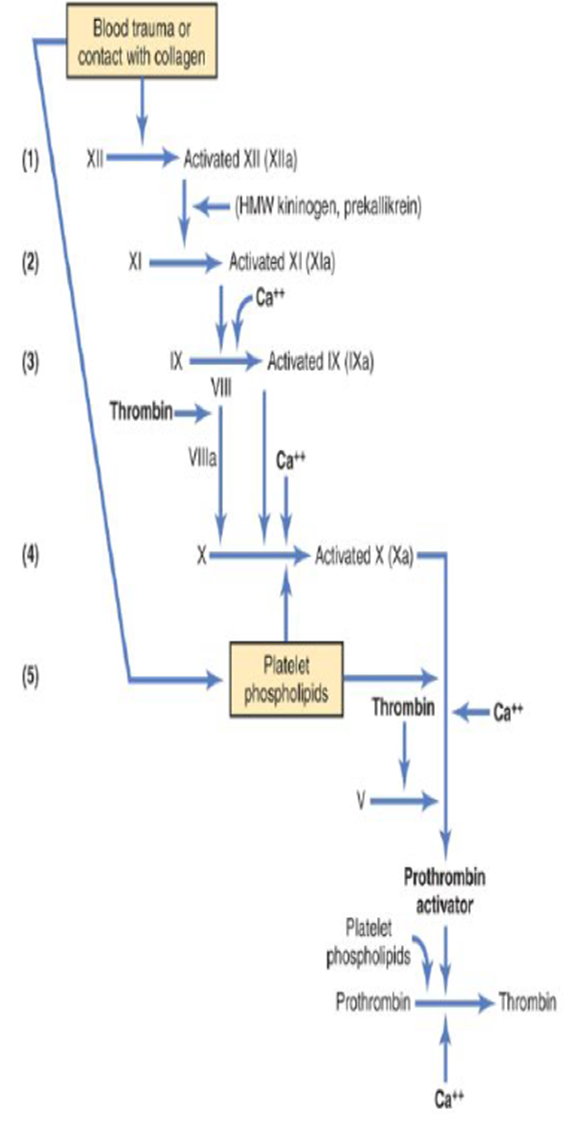 Blood trauma or
contact with collagen
(1) XII Activated XII (XIIa)
(HMW kininogen, prekallikrein)
(2) XI Activated XI (XIa)
Ca++
(3) IX Activated IX (IXa)
VIII
Thrombin
VIIIa Ca++
(4) X Activated X (Xa)
(5) Platelet
phospholipids
Thrombin Ca++
V
Prothrombin
activator
Platelet
phospholipids
Prothrombin Thrombin
Ca++